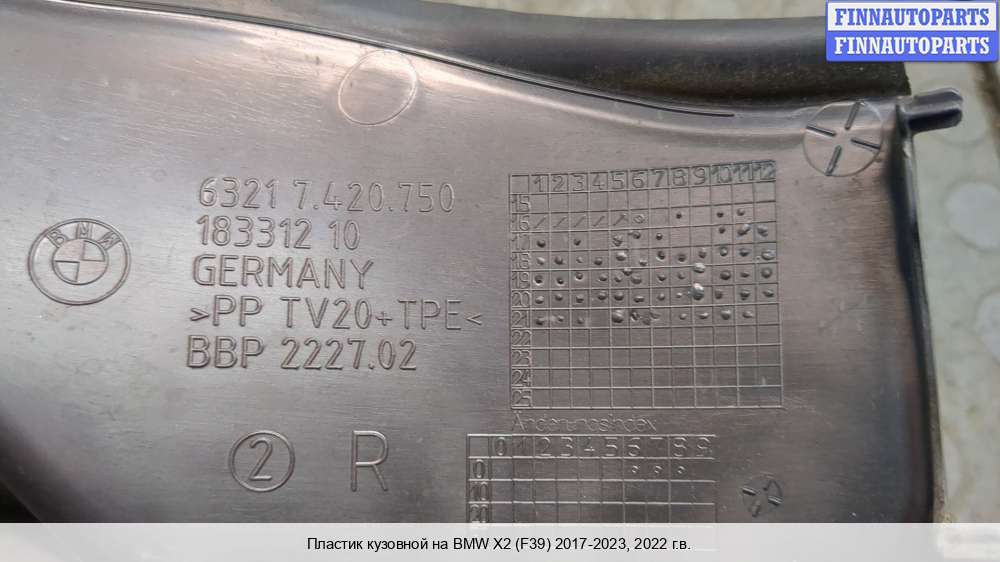 FINNAUTOPARTS
FINNAUTOPARTS
6321 7.420.750
183312 10
GERMANY
>PP TV20+TPE<
BBP 2227.02
BMW
2 R
1 2 3 4 5 6 7 8 9 10 11 12
15
16
17
18
19
20
21
22
23
24
25
Änderungsindex
0 1 2 3 4 5 6 7 8 9
0
10
20
Пластик кузовной на BMW X2 (F39) 2017-2023, 2022 г.в.